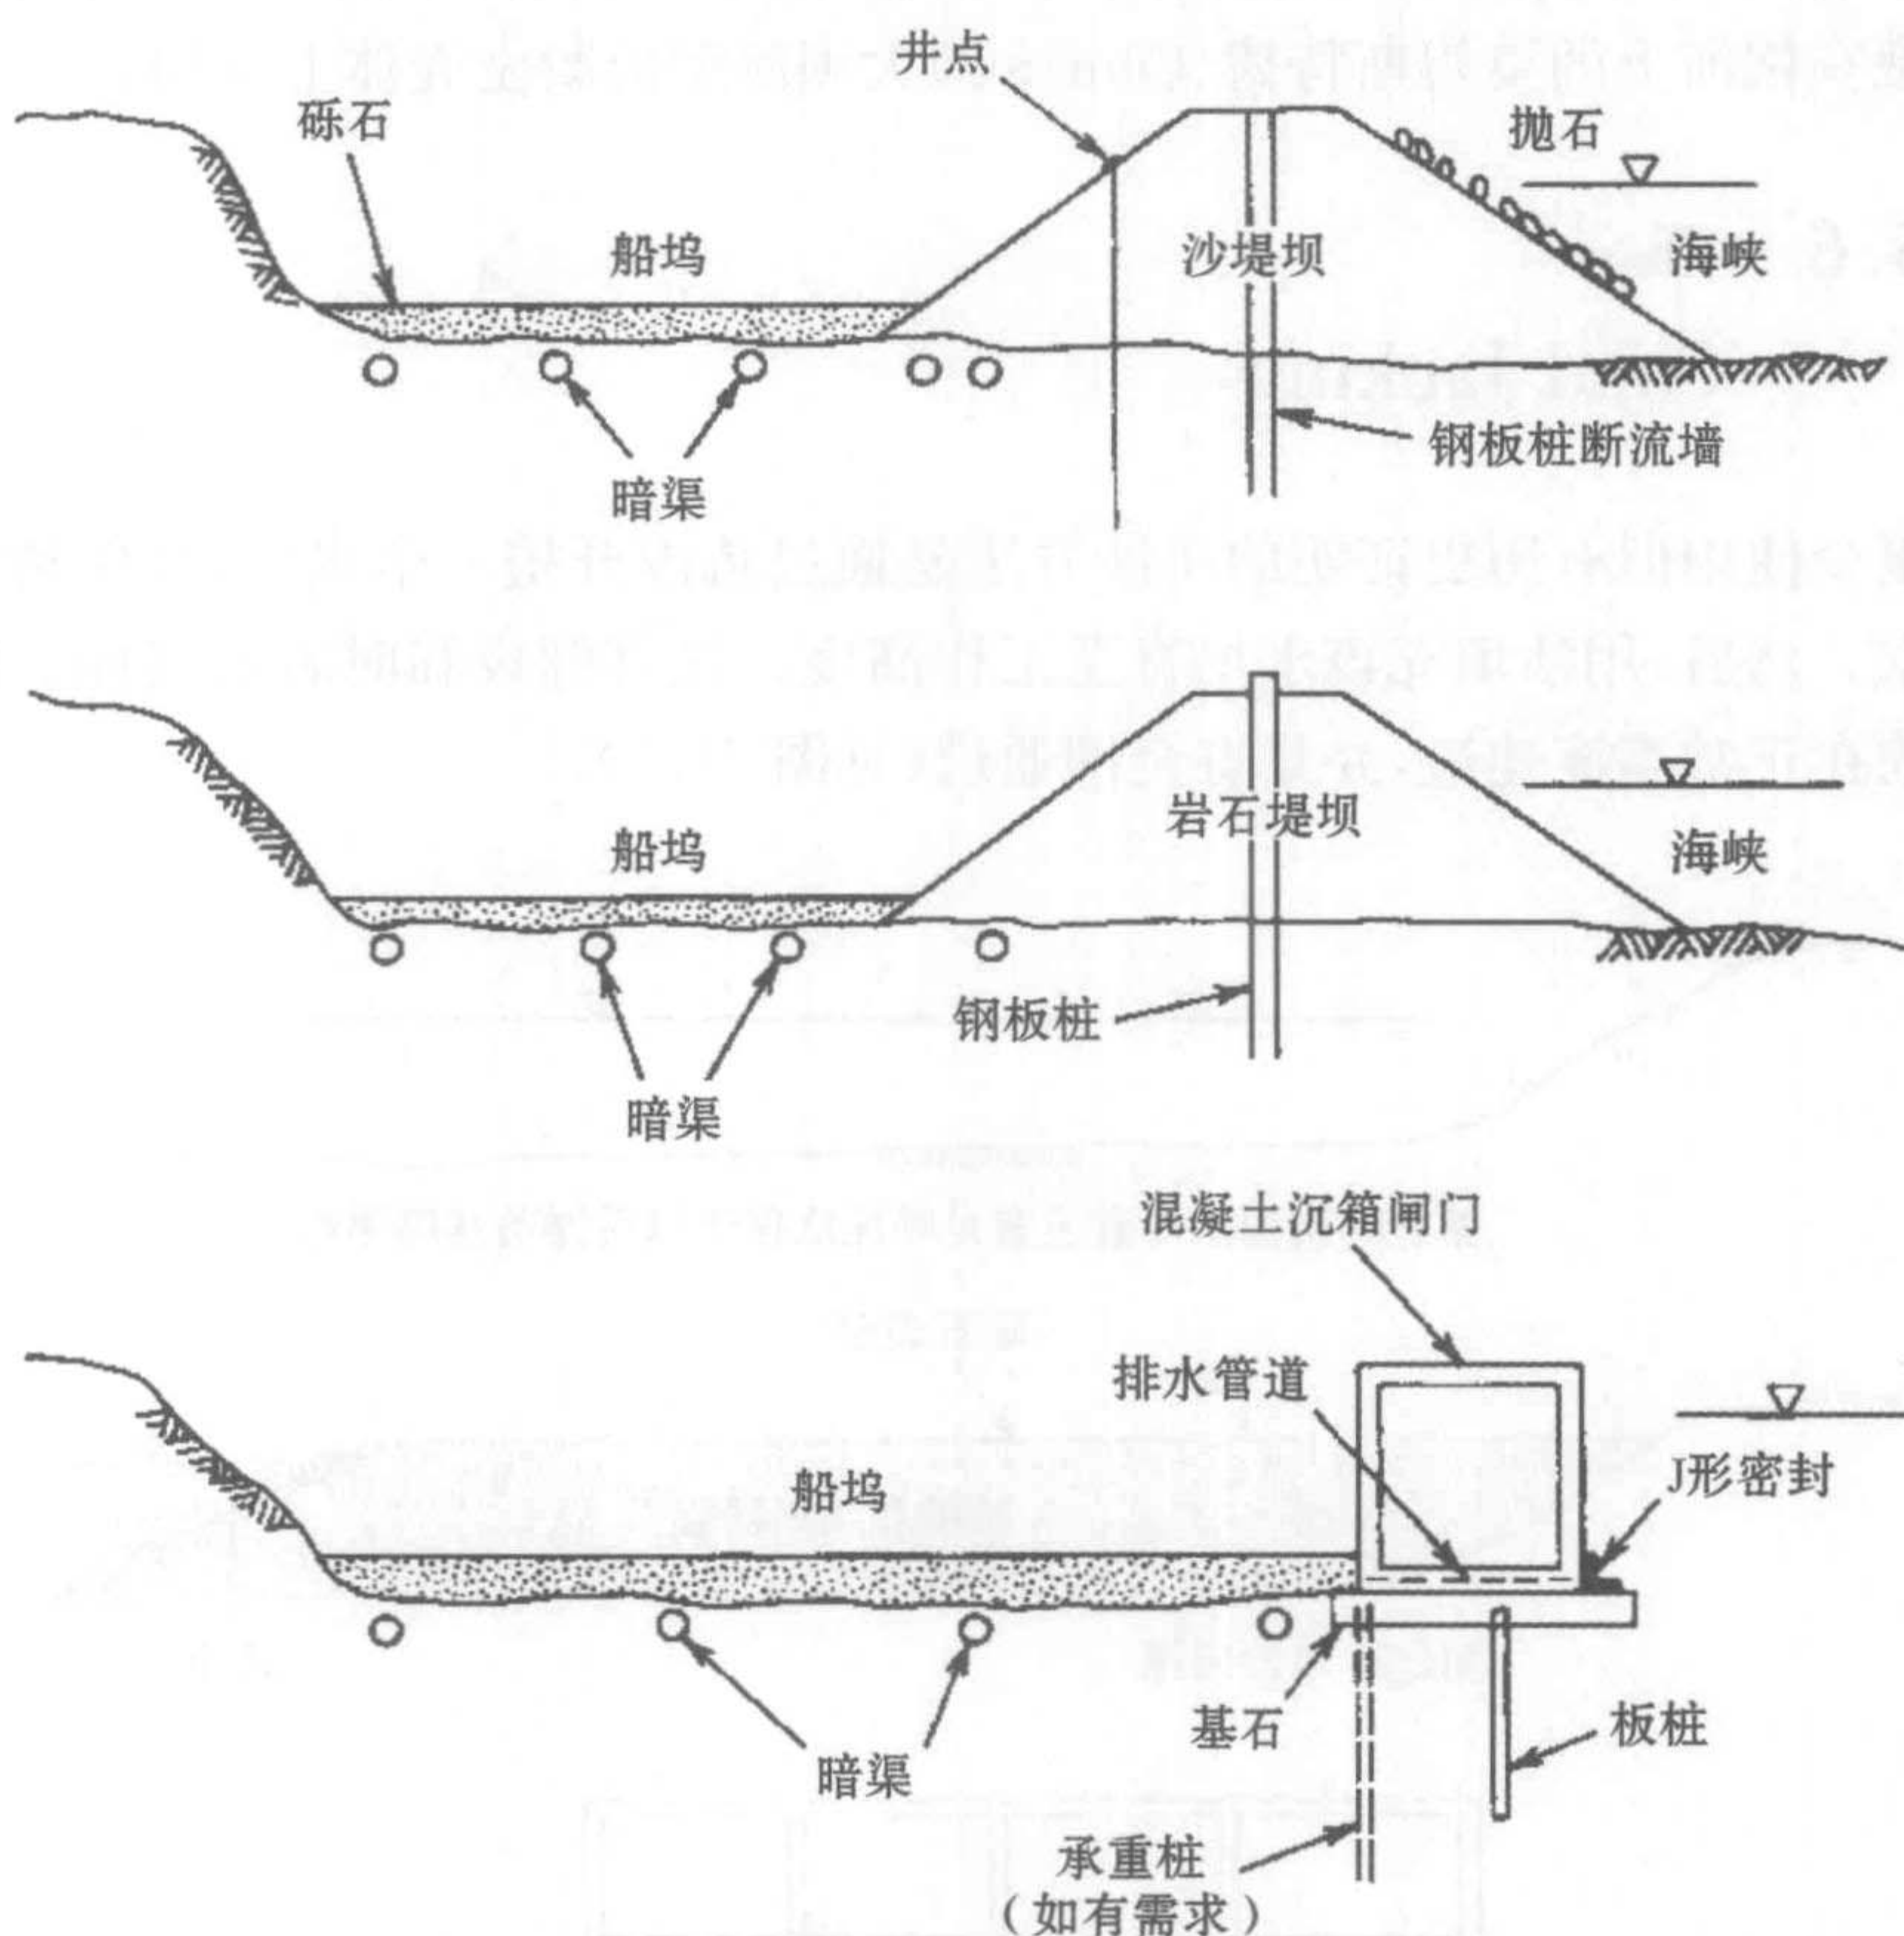 井点
砾石
抛石
船坞
沙堤坝
海峡
钢板桩断流墙
暗渠
船坞
岩石堤坝
海峡
钢板桩
暗渠
混凝土沉箱闸门
排水管道
J形密封
船坞
基石
板桩
暗渠
承重桩
（如有需求）